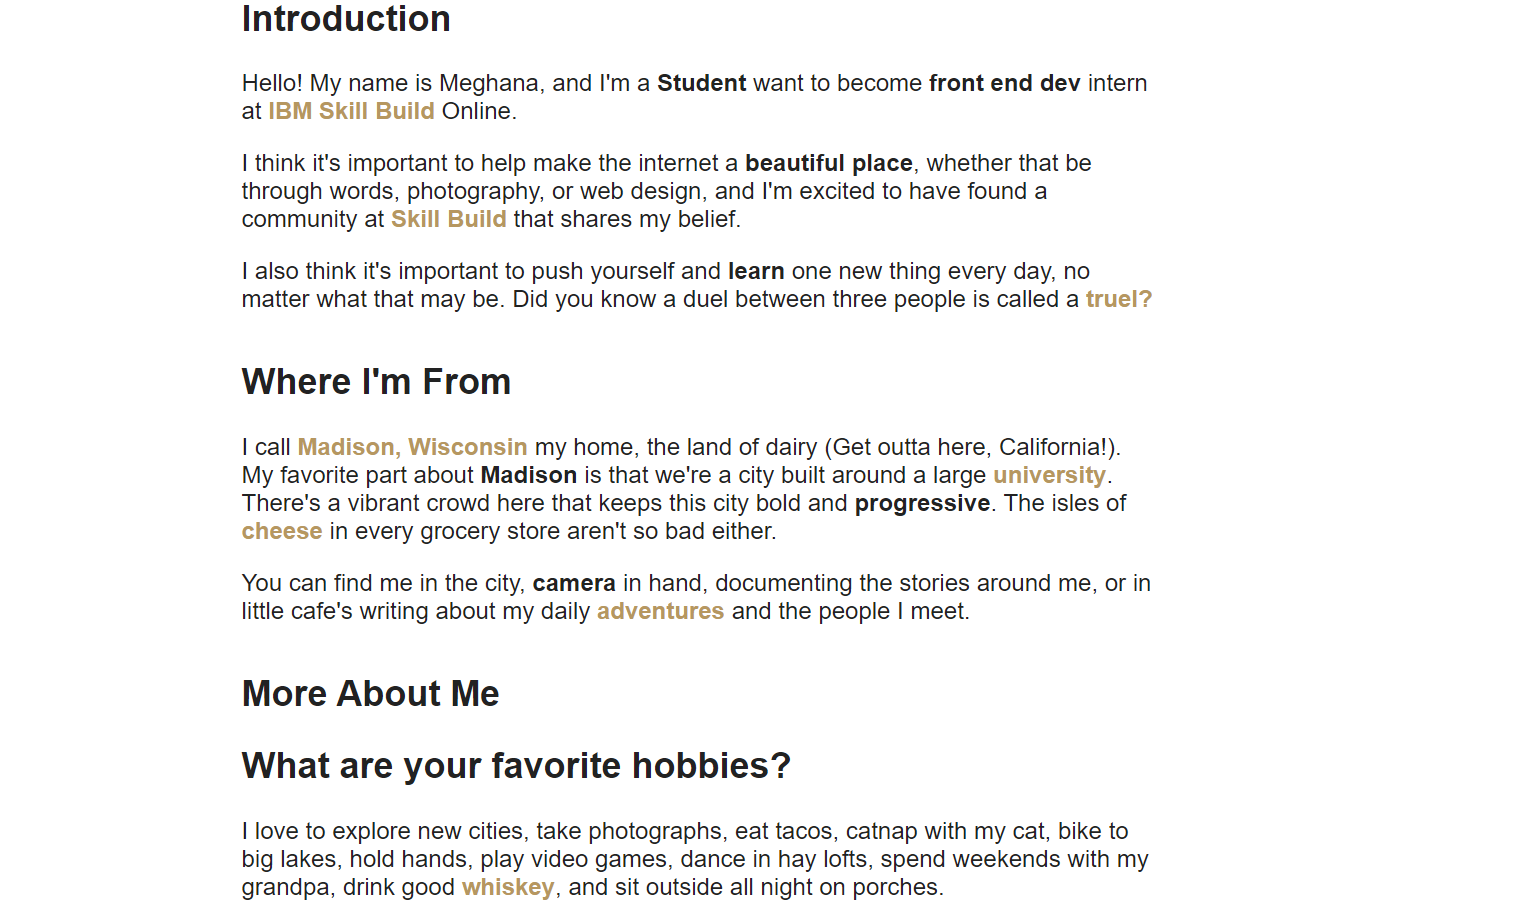 Introduction
Hello! My name is Meghana, and I'm a Student want to become front end dev intern
at IBM Skill Build Online.
I think it's important to help make the internet a beautiful place, whether that be
through words, photography, or web design, and I'm excited to have found a
community at Skill Build that shares my belief.
I also think it's important to push yourself and learn one new thing every day, no
matter what that may be. Did you know a duel between three people is called a truel?
Where I'm From
I call Madison, Wisconsin my home, the land of dairy (Get outta here, California!).
My favorite part about Madison is that we're a city built around a large university.
There's a vibrant crowd here that keeps this city bold and progressive. The isles of
cheese in every grocery store aren't so bad either.
You can find me in the city, camera in hand, documenting the stories around me, or in
little cafe's writing about my daily adventures and the people I meet.
More About Me
What are your favorite hobbies?
I love to explore new cities, take photographs, eat tacos, catnap with my cat, bike to
big lakes, hold hands, play video games, dance in hay lofts, spend weekends with my
grandpa, drink good whiskey, and sit outside all night on porches.